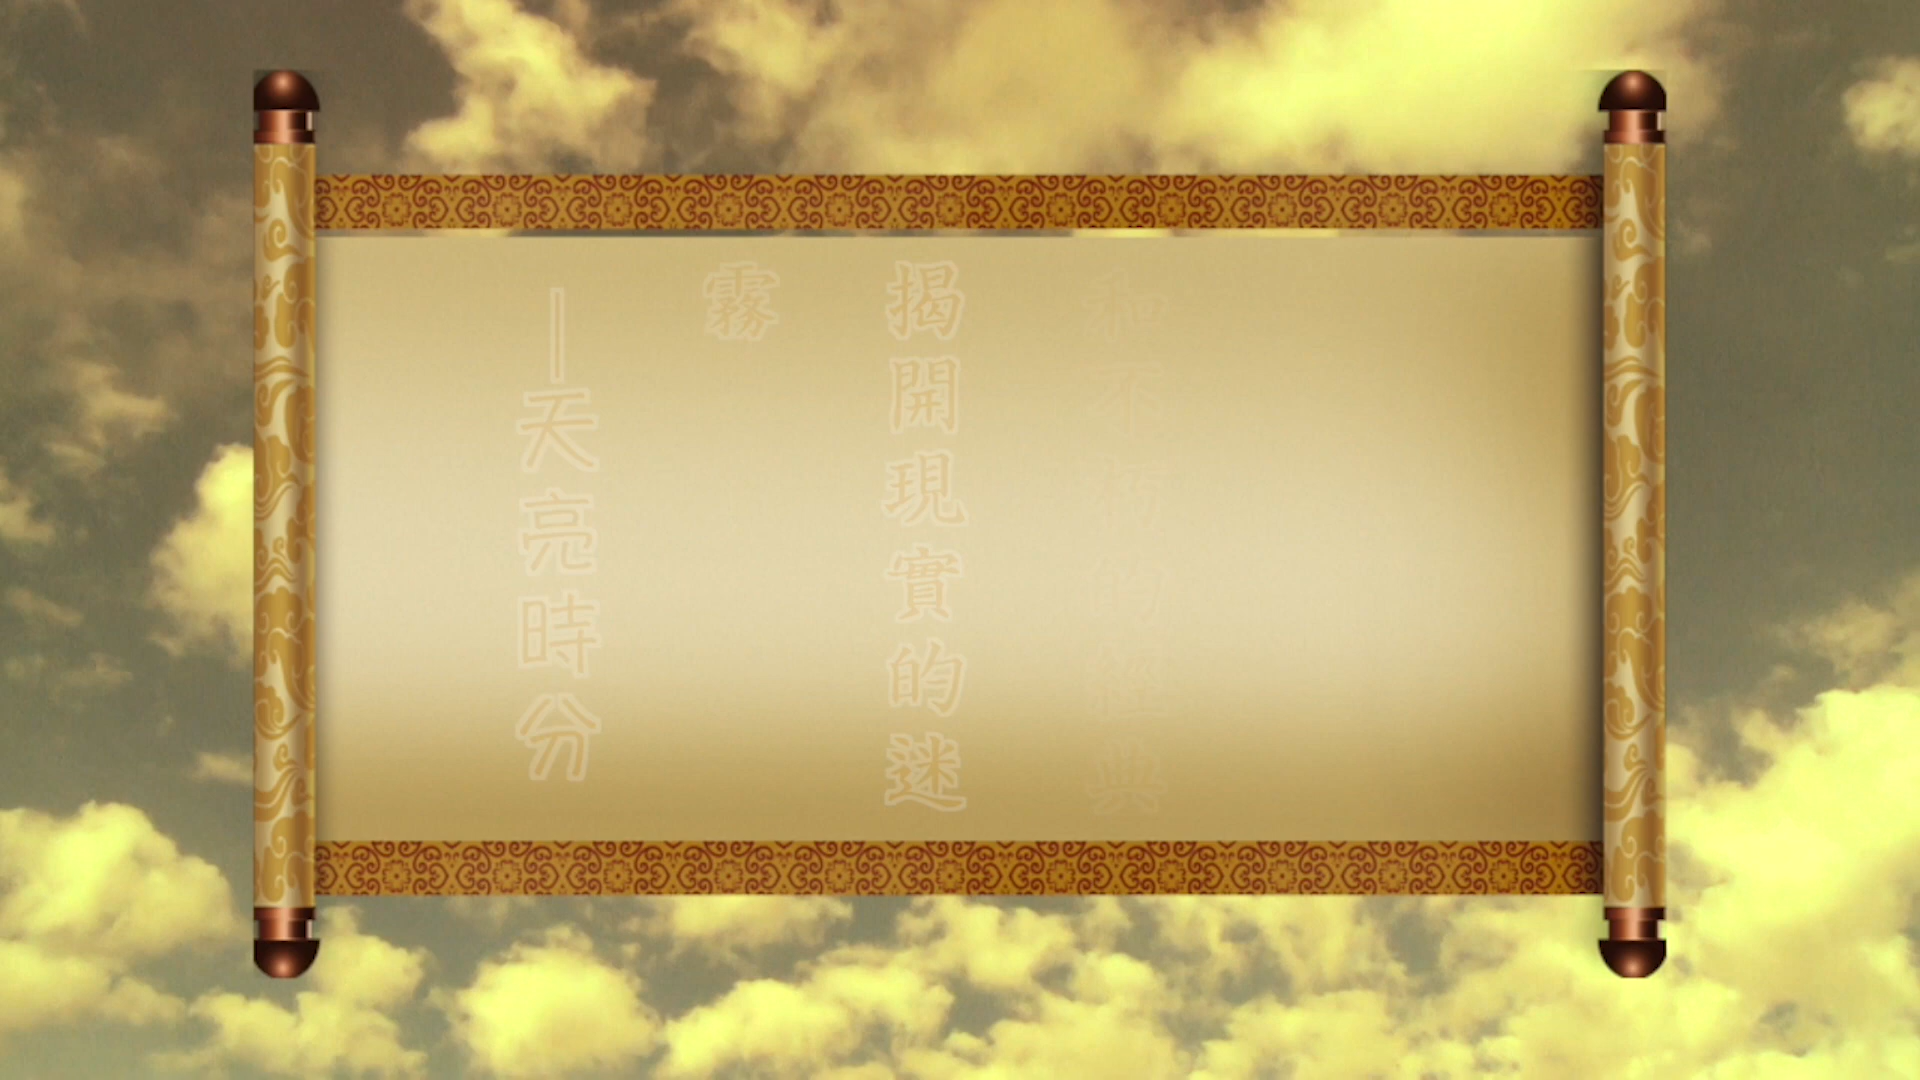 和不朽的經典
揭開現實的迷
霧
—天亮時分